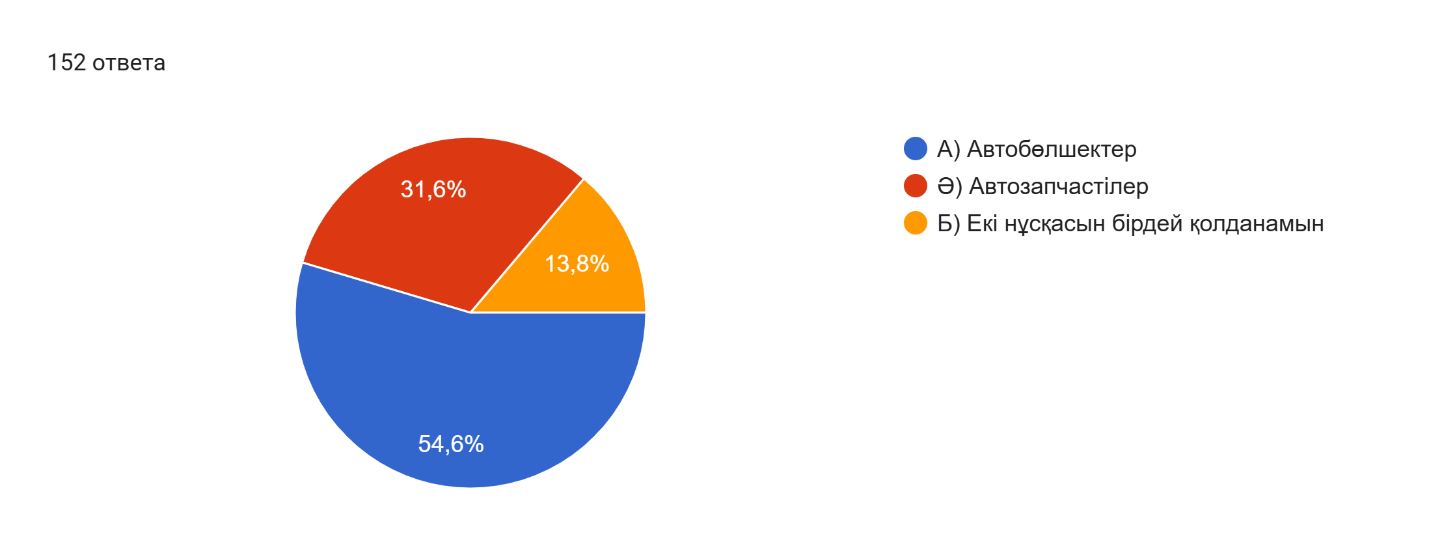 152 ответа
А) Автобөлшектер
Ә) Автозапчастілер
Б) Екі нұсқасын бірдей қолданамын
31,6%
13,8%
54,6%